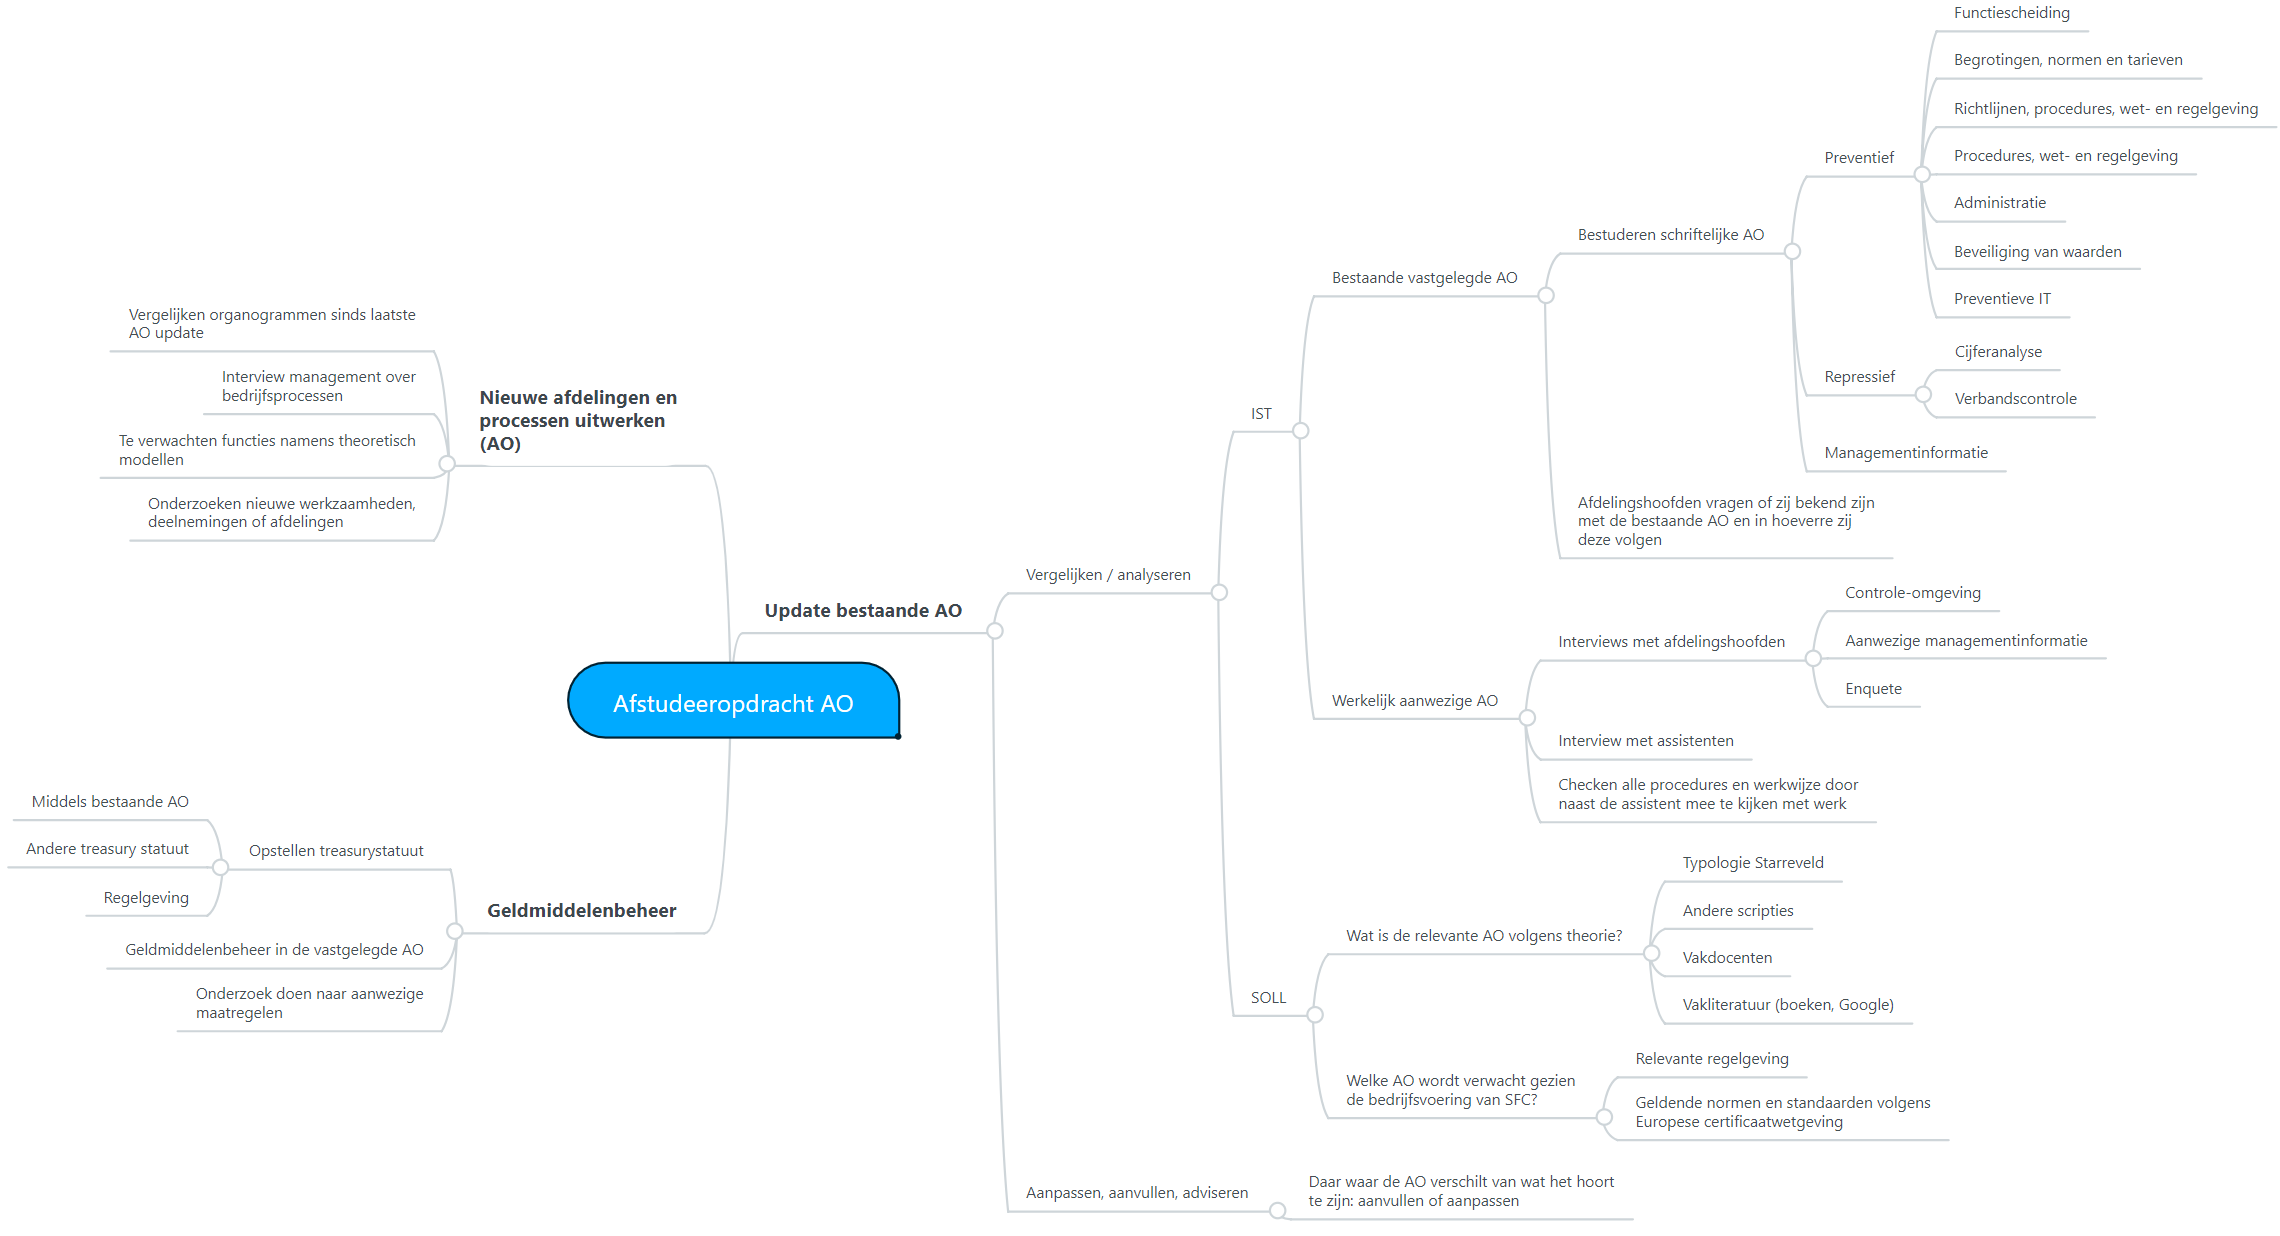 Afstudeeropdracht AO
Nieuwe afdelingen en
processen uitwerken
(AO)
Vergelijken organogrammen sinds laatste
AO update
Interview management over
bedrijfsprocessen
Te verwachten functies namens theoretisch
modellen
Onderzoeken nieuwe werkzaamheden,
deelnemingen of afdelingen
Geldmiddelenbeheer
Opstellen treasurystatuut
Middels bestaande AO
Andere treasury statuut
Regelgeving
Geldmiddelenbeheer in de vastgelegde AO
Onderzoek doen naar aanwezige
maatregelen
Update bestaande AO
Vergelijken / analyseren
IST
Bestaande vastgelegde AO
Bestuderen schriftelijke AO
Preventief
Functiescheiding
Begrotingen, normen en tarieven
Richtlijnen, procedures, wet- en regelgeving
Procedures, wet- en regelgeving
Administratie
Beveiliging van waarden
Preventieve IT
Repressief
Cijferanalyse
Verbandscontrole
Managementinformatie
Afdelingshoofden vragen of zij bekend zijn
met de bestaande AO en in hoeverre zij
deze volgen
Werkelijk aanwezige AO
Interviews met afdelingshoofden
Controle-omgeving
Aanwezige managementinformatie
Enquete
Interview met assistenten
Checken alle procedures en werkwijze door
naast de assistent mee te kijken met werk
SOLL
Wat is de relevante AO volgens theorie?
Typologie Starreveld
Andere scripties
Vakdocenten
Vakliteratuur (boeken, Google)
Welke AO wordt verwacht gezien
de bedrijfsvoering van SFC?
Relevante regelgeving
Geldende normen en standaarden volgens
Europese certificaatwetgeving
Aanpassen, aanvullen, adviseren
Daar waar de AO verschilt van wat het hoort
te zijn: aanvullen of aanpassen